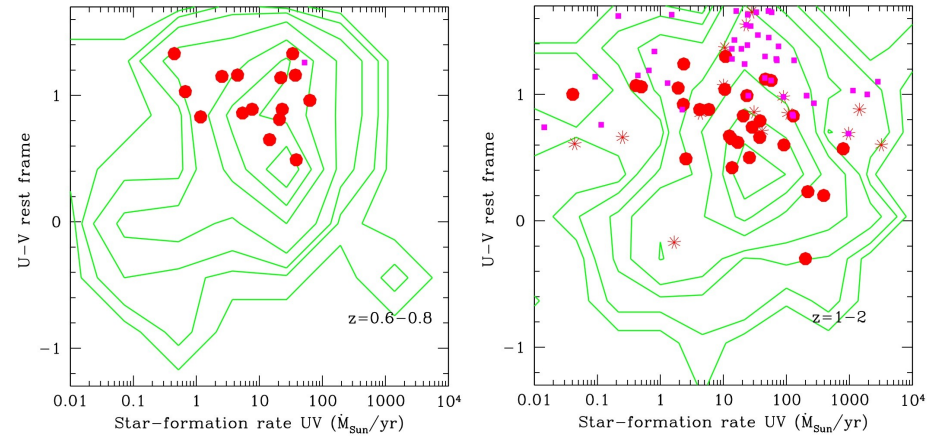 U−V rest frame
1
0
−1
z=0.6−0.8
0.01 0.1 1 10 100 1000 10⁴
Star−formation rate UV (Ṁ_Sun/yr)
U−V rest frame
1
0
−1
z=1−2
0.01 0.1 1 10 100 1000 10⁴
Star−formation rate UV (Ṁ_Sun/yr)